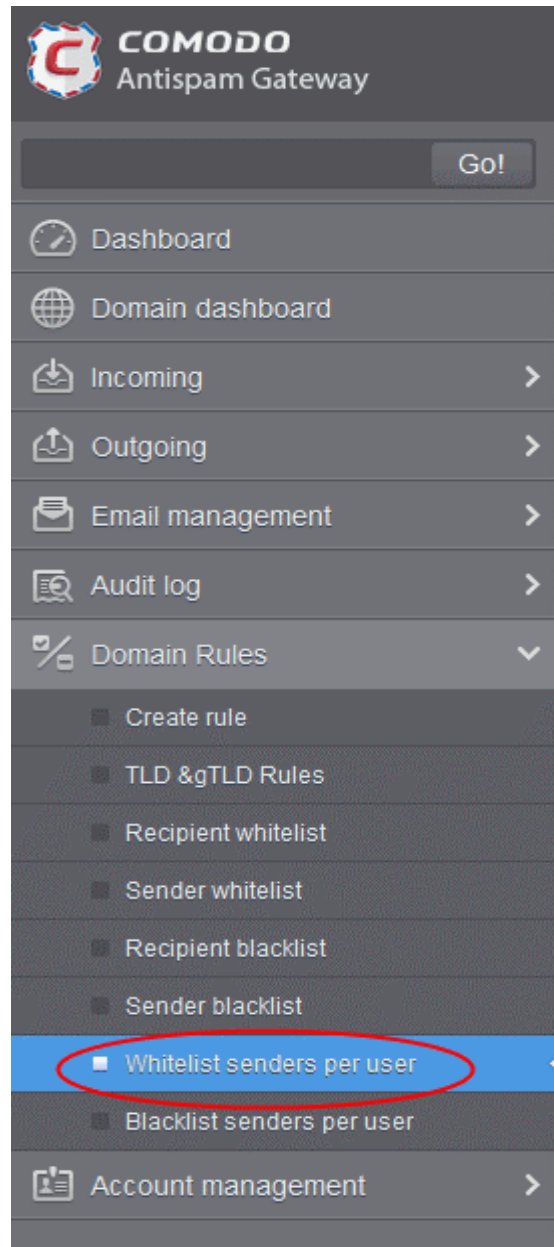 COMODO
Antispam Gateway
Go!
Dashboard
Domain dashboard
Incoming
Outgoing
Email management
Audit log
Domain Rules
Create rule
TLD &gTLD Rules
Recipient whitelist
Sender whitelist
Recipient blacklist
Sender blacklist
Whitelist senders per user
Blacklist senders per user
Account management